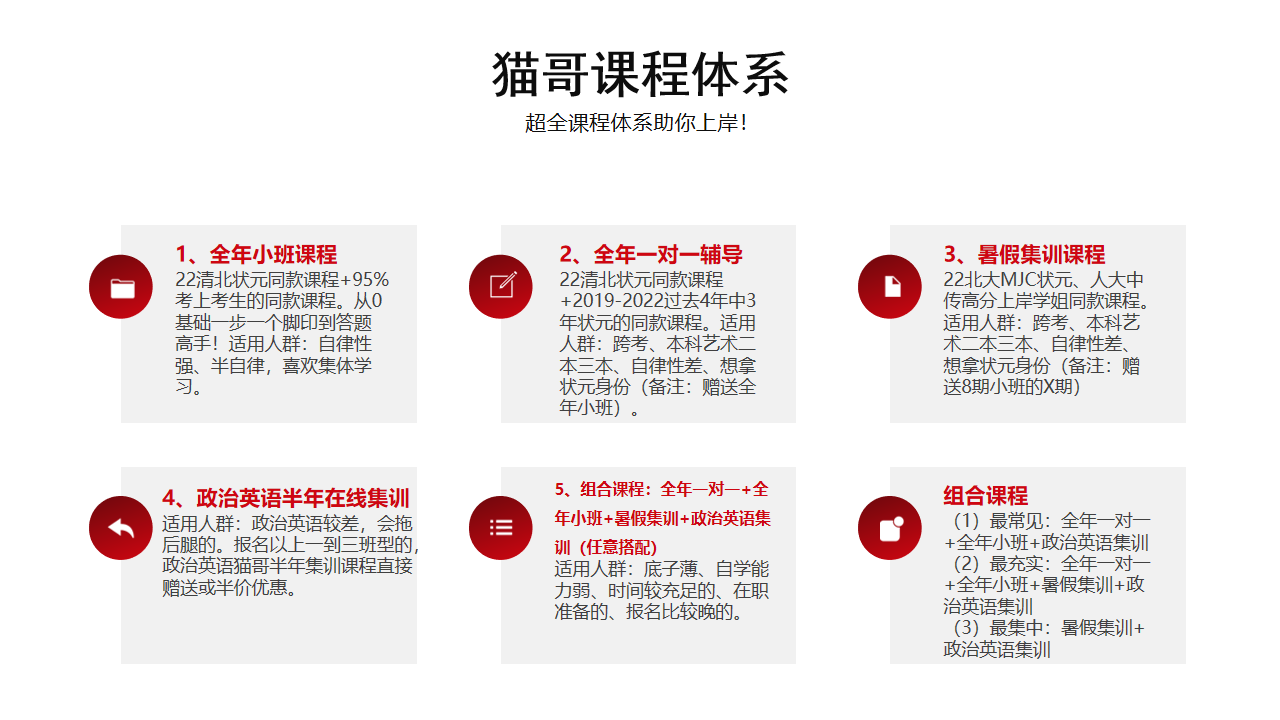 猫哥课程体系
超全课程体系助你上岸！
1、全年小班课程
22清北状元同款课程+95%
考上考生的同款课程。从0
基础一步一个脚印到答题
高手！适用人群：自律性
强、半自律，喜欢集体学
习。
2、全年一对一辅导
22清北状元同款课程
+2019-2022过去4年中3
年状元的同款课程。适用
人群：跨考、本科艺术二
本三本、自律性差、想拿
状元身份（备注：赠送全
年小班）。
3、暑假集训课程
22北大MJC状元、人大中
传高分上岸学姐同款课程。
适用人群：跨考、本科艺
术二本三本、自律性差、
想拿状元身份（备注：赠
送8期小班的X期）
4、政治英语半年在线集训
适用人群：政治英语较差，会拖
后腿的。报名以上一到三班型的，
政治英语猫哥半年集训课程直接
赠送或半价优惠。
5、组合课程：全年一对一+全
年小班+暑假集训+政治英语集
训（任意搭配）
适用人群：底子薄、自学能
力弱、时间较充足的、在职
准备的、报名比较晚的。
组合课程
（1）最常见：全年一对一
+全年小班+政治英语集训
（2）最充实：全年一对一
+全年小班+暑假集训+政
治英语集训
（3）最集中：暑假集训+
政治英语集训